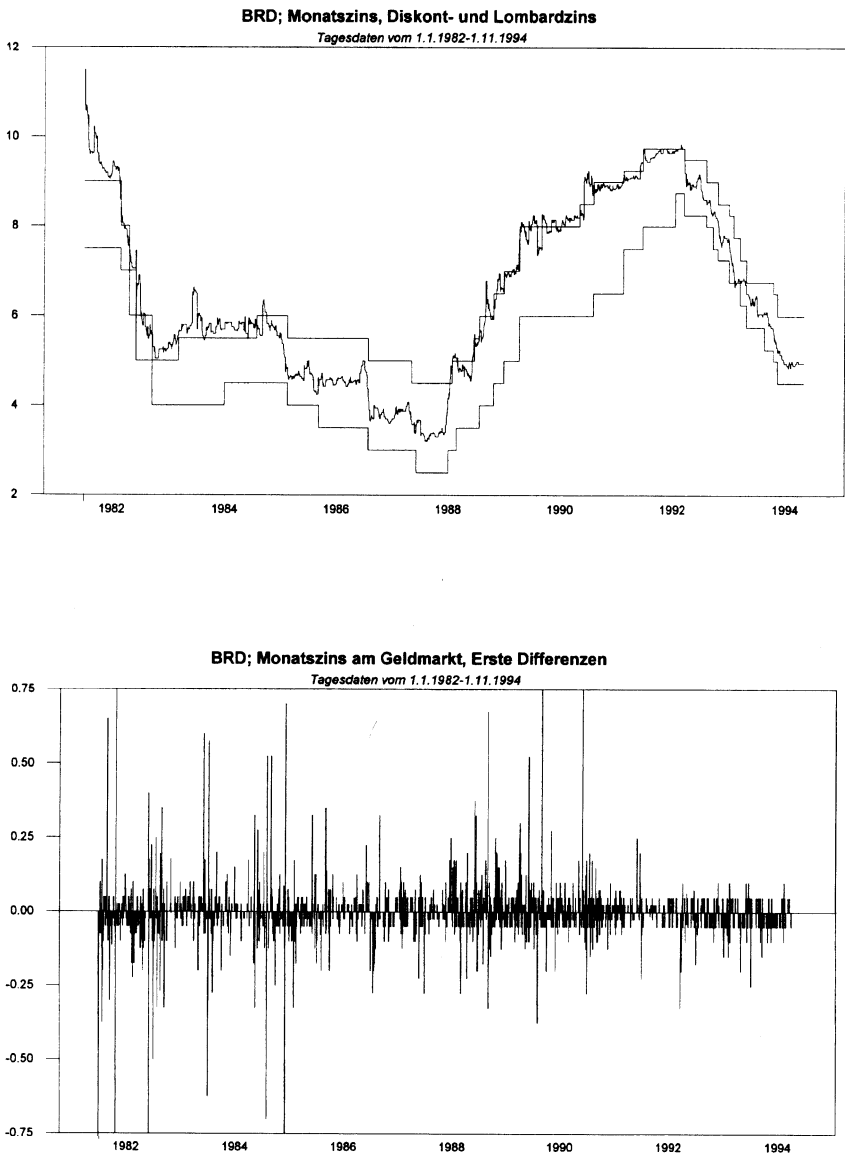 BRD; Monatszins, Diskont- und Lombardzins
Tagesdaten vom 1.1.1982-1.11.1994
12
10
8
6
4
2
1982 1984 1986 1988 1990 1992 1994
BRD; Monatszins am Geldmarkt, Erste Differenzen
Tagesdaten vom 1.1.1982-1.11.1994
0.75
0.50
0.25
0.00
-0.25
-0.50
-0.75
1982 1984 1986 1988 1990 1992 1994